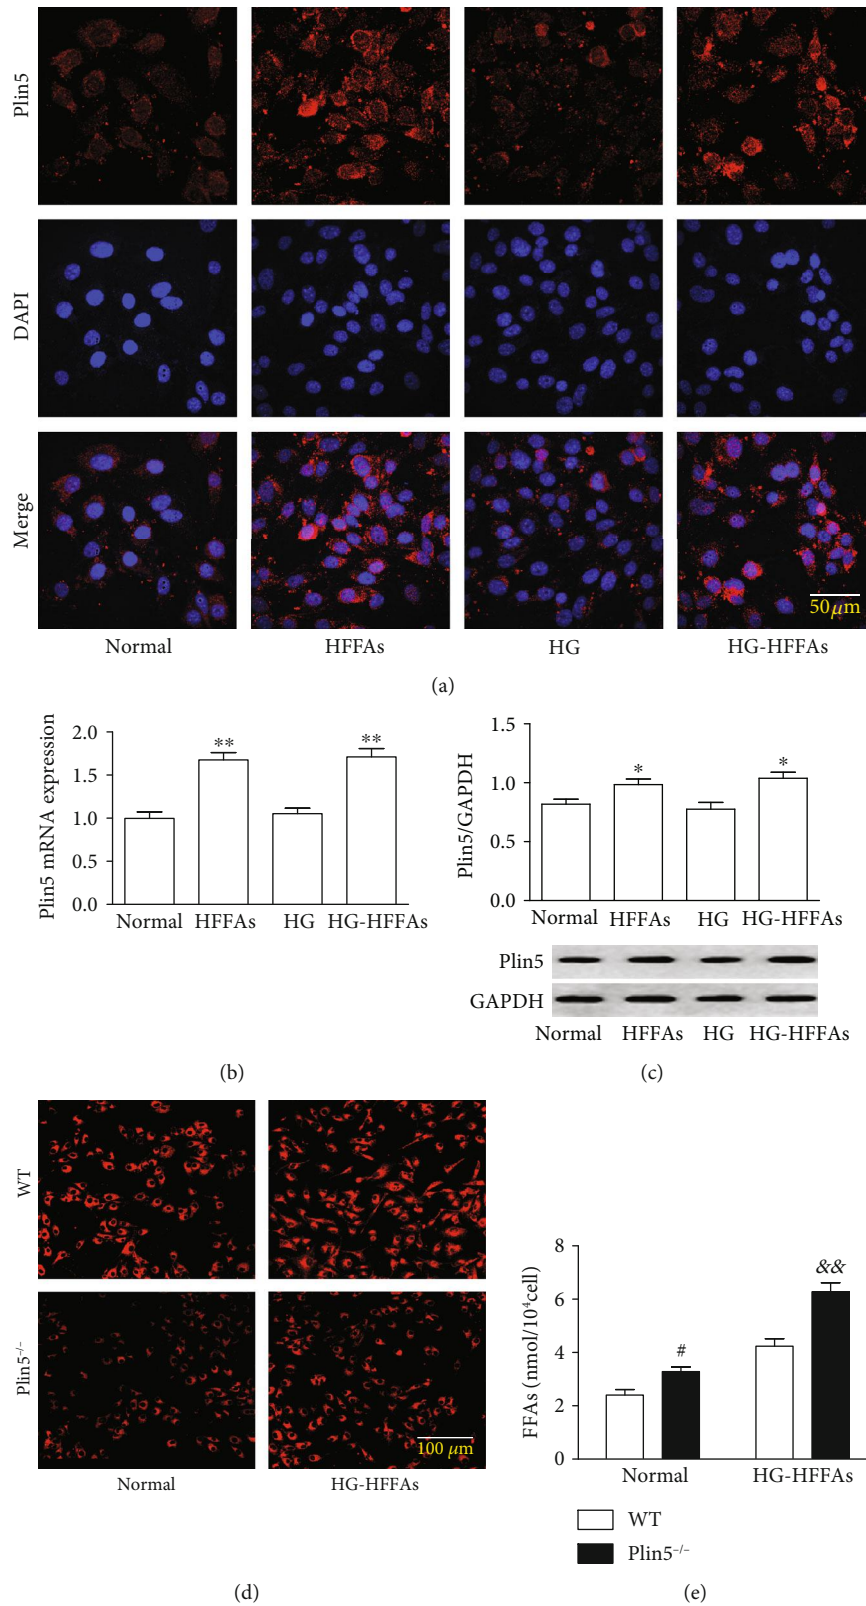 Plin5
DAPI
Merge
50 μm
Normal HFFAs HG HG-HFFAs
(a)
Plin5 mRNA expression
2.0
1.5
1.0
0.5
0.0
** **
Normal HFFAs HG HG-HFFAs
(b)
Plin5/GAPDH
1.5
1.0
0.5
0.0
* *
Normal HFFAs HG HG-HFFAs
Plin5
GAPDH
Normal HFFAs HG HG-HFFAs
(c)
WT
Plin5⁻/⁻
100 μm
Normal HG-HFFAs
(d)
FFAs (nmol/10⁴cell)
8
6
4
2
0
# &&
Normal HG-HFFAs
WT
Plin5⁻/⁻
(e)